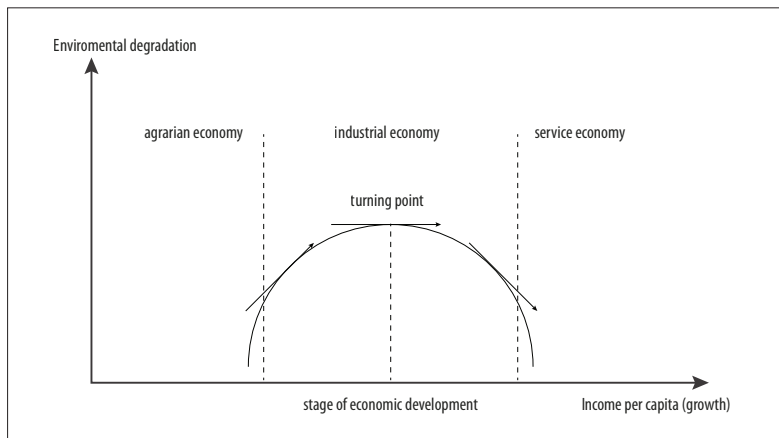 Enviromental degradation
agrarian economy
industrial economy
service economy
turning point
stage of economic development
Income per capita (growth)